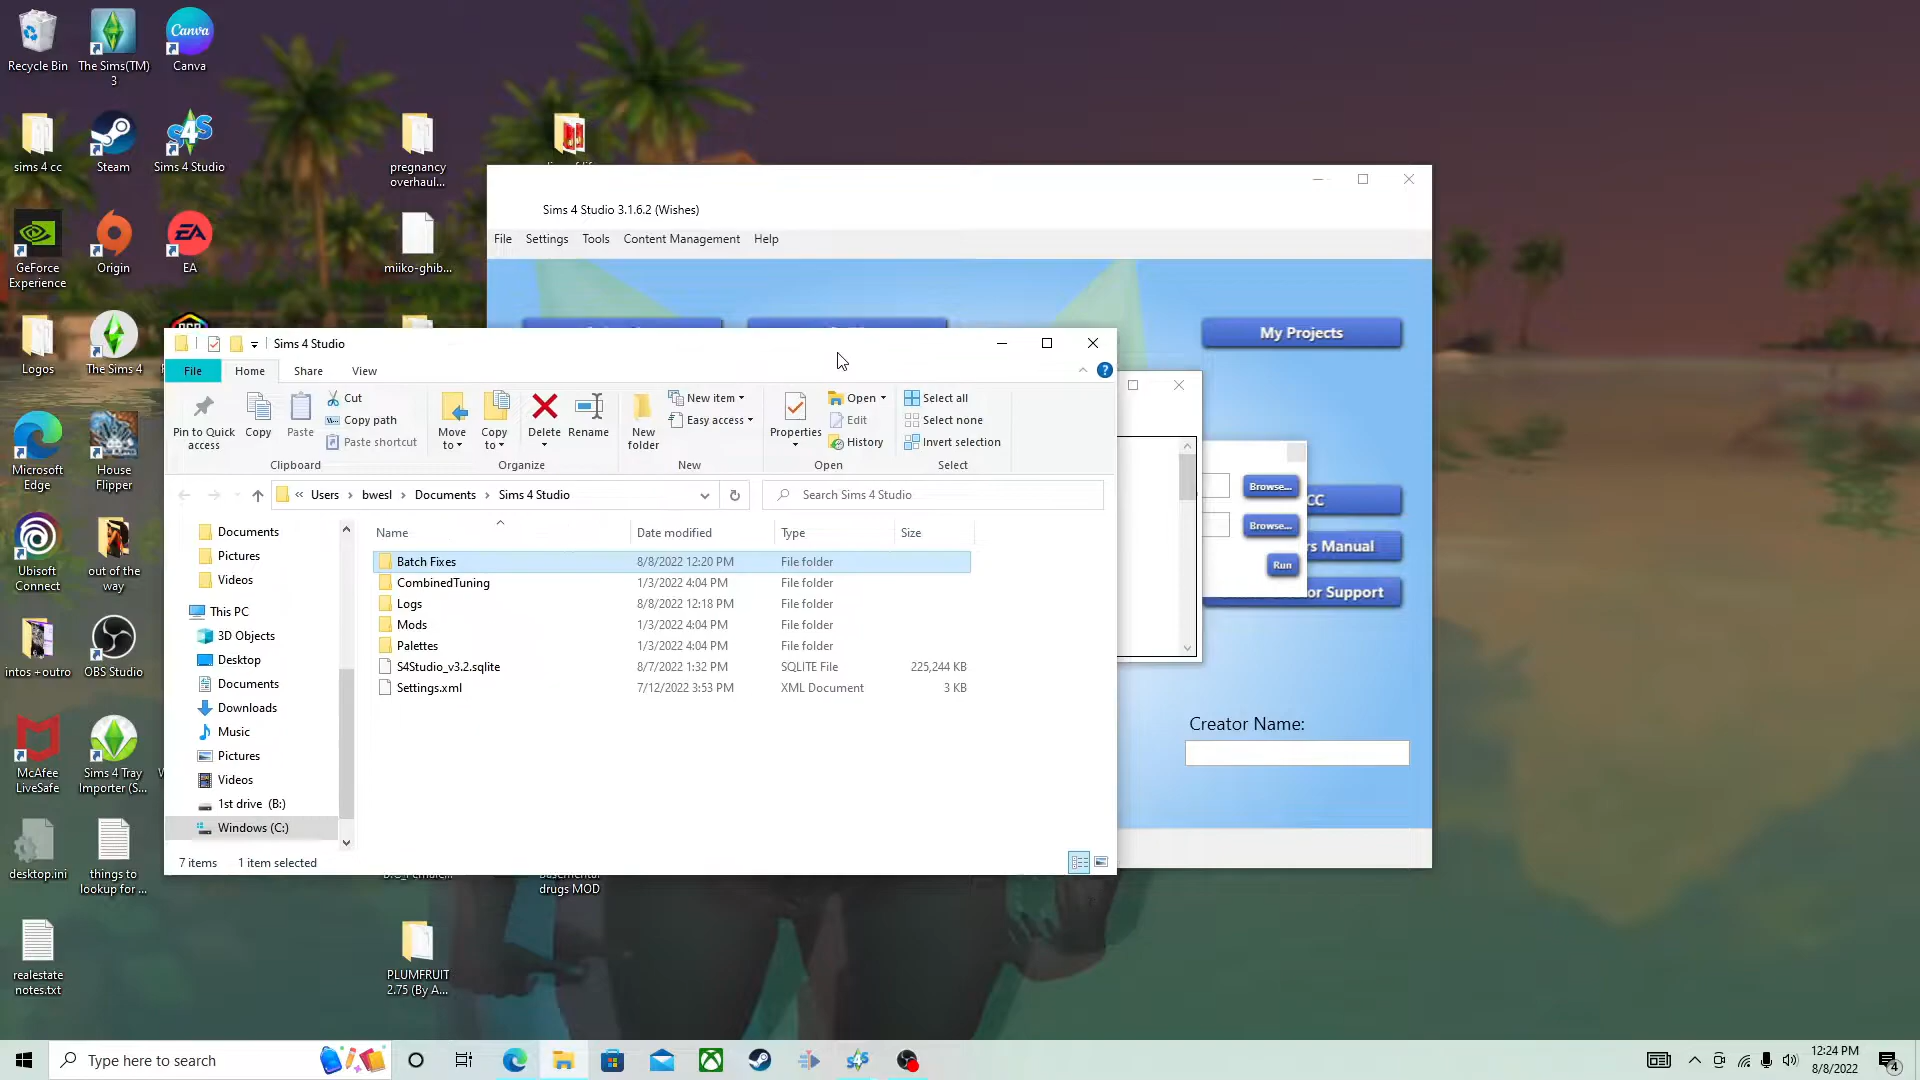 Recycle Bin
The Sims(TM)
3
Canva
Canva
sims 4 cc
Steam
Sims 4 Studio
pregnancy
overhaul...
GeForce
Experience
Origin
EA
EA
miiko-ghib...
Logos
The Sims 4
Microsoft
Edge
House
Flipper
Ubisoft
Connect
out of the
way
intos +outro
OBS Studio
McAfee
LiveSafe
Sims 4 Tray
Importer (S...
desktop.ini
things to
lookup for ...
drugs MOD
realestate
notes.txt
PLUMFRUIT
2.75 (By A...
Sims 4 Studio 3.1.6.2 (Wishes)
File Settings Tools Content Management Help
My Projects
CC
s Manual
or Support
Browse...
Browse...
Run
Creator Name:
Sims 4 Studio
File Home Share View
Pin to Quick
access
Copy
Paste
Cut
Copy path
Paste shortcut
Clipboard
Move
to
Copy
to
Delete
Rename
Organize
New
folder
New item
Easy access
New
Properties
Open
Edit
History
Open
Select all
Select none
Invert selection
Select
« Users > bwesl > Documents > Sims 4 Studio
Search Sims 4 Studio
Documents
Pictures
Videos
This PC
3D Objects
Desktop
Documents
Downloads
Music
Pictures
Videos
1st drive (B:)
Windows (C:)
Name Date modified Type Size
Batch Fixes 8/8/2022 12:20 PM File folder
CombinedTuning 1/3/2022 4:04 PM File folder
Logs 8/8/2022 12:18 PM File folder
Mods 1/3/2022 4:04 PM File folder
Palettes 1/3/2022 4:04 PM File folder
S4Studio_v3.2.sqlite 8/7/2022 1:32 PM SQLITE File 225,244 KB
Settings.xml 7/12/2022 3:53 PM XML Document 3 KB
7 items 1 item selected
Type here to search
12:24 PM
8/8/2022
4